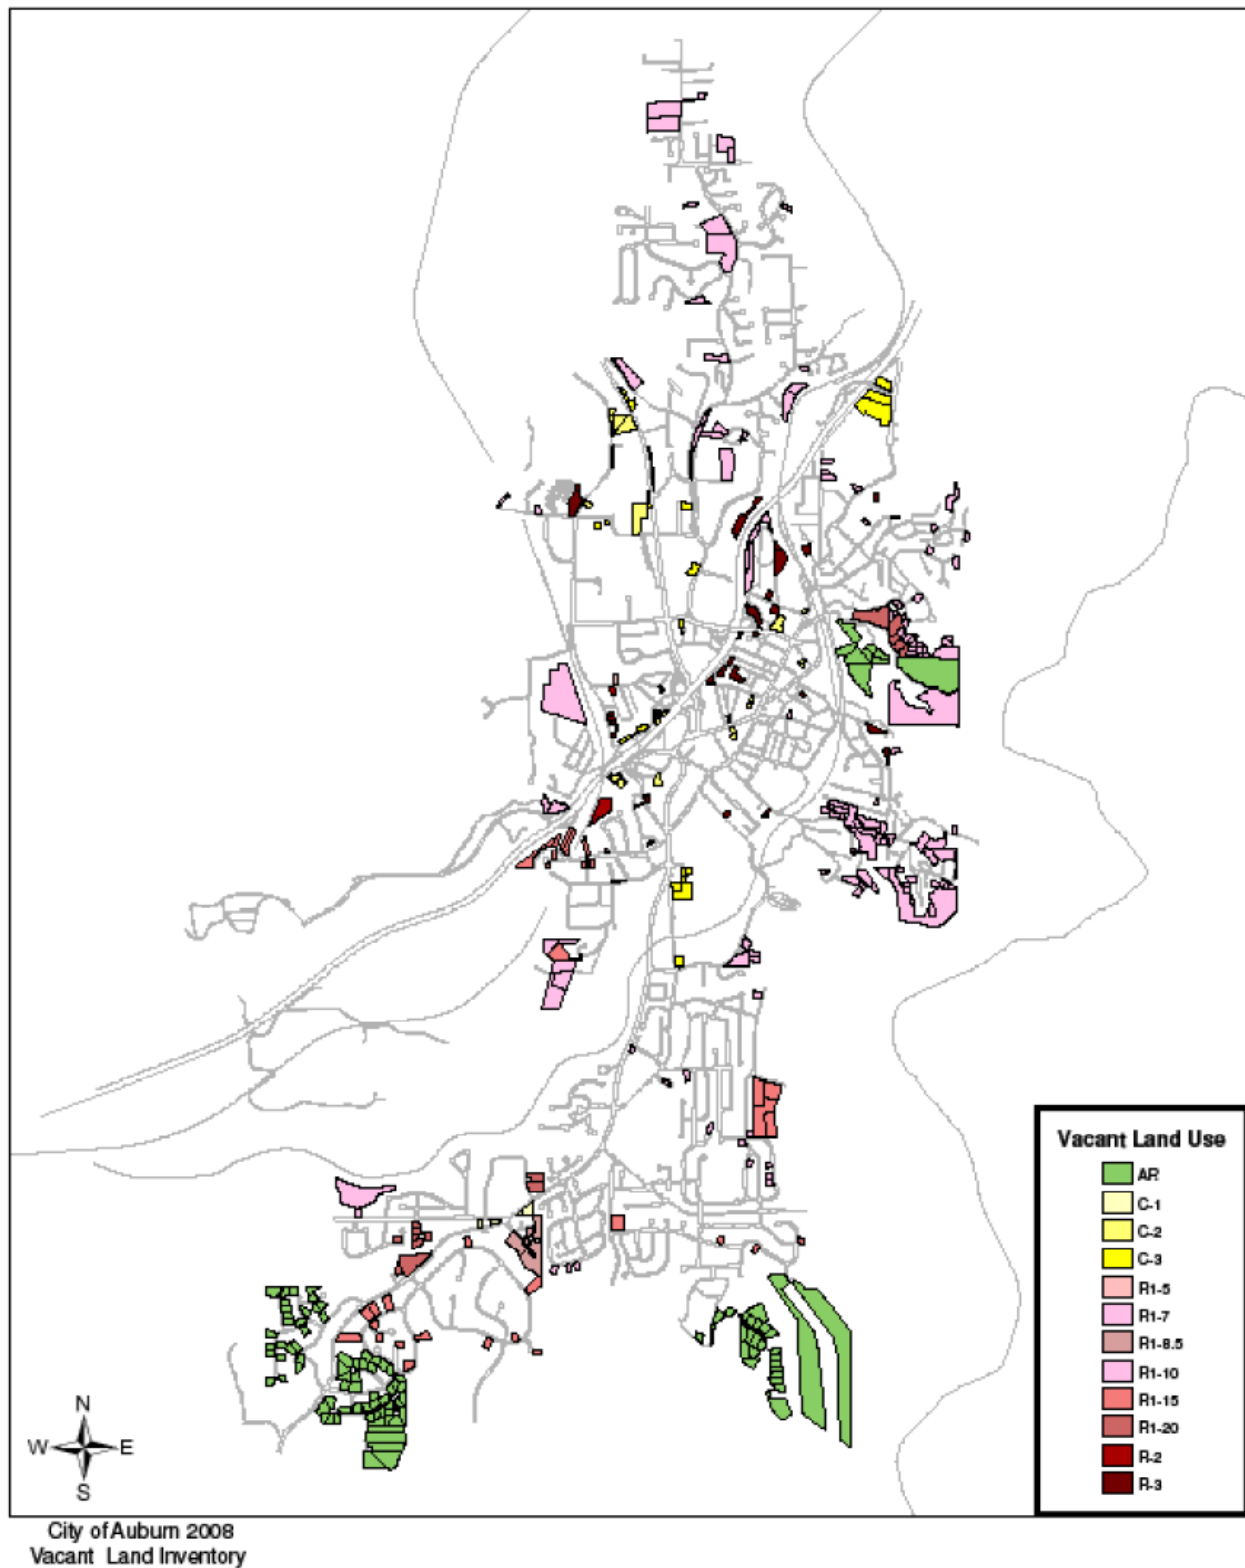 Vacant Land Use
AR
C-1
C-2
C-3
R1-5
R1-7
R1-8.5
R1-10
R1-15
R1-20
R-2
R-3
N
W E
S
City of Auburn 2008
Vacant Land Inventory